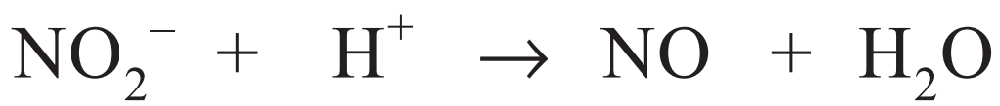 NO₂⁻ + H⁺ → NO + H₂O